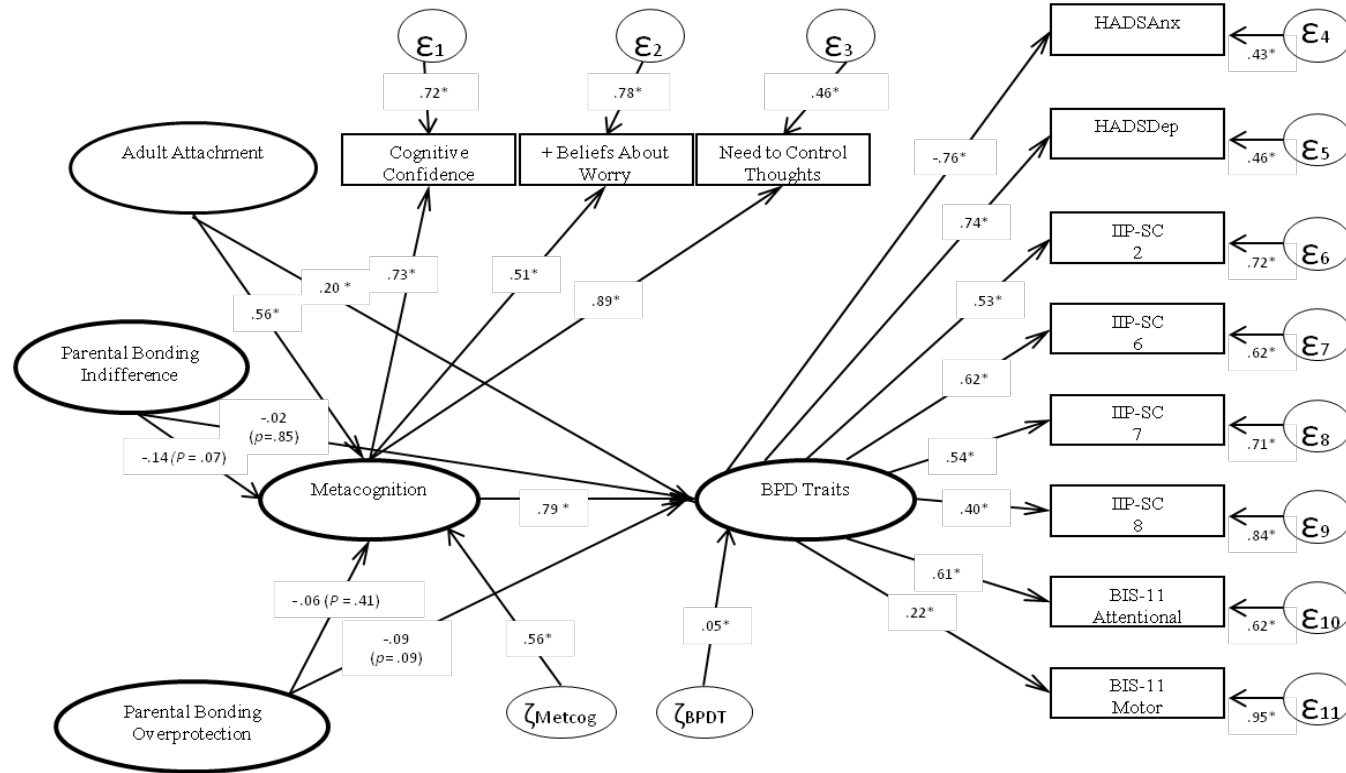 ε1
ε2
ε3
HADSAnx
ε4
.43*
.72*
.78*
.46*
Adult Attachment
Cognitive
Confidence
+ Beliefs About
Worry
Need to Control
Thoughts
HADSDep
ε5
.46*
-.76*
.74*
IIP-SC
2
ε6
.72*
.20 *
.73*
.51*
.89*
.53*
.56*
Parental Bonding
Indifference
IIP-SC
6
ε7
.62*
.62*
-.02
(p=.85)
-.14 (P = .07)
IIP-SC
7
ε8
.71*
.54*
Metacognition
.79 *
BPD Traits
.40*
IIP-SC
8
ε9
.84*
-.06 (P = .41)
-.09
(p= .09)
.56*
.05*
.61*
.22*
BIS-11
Attentional
ε10
.62*
Parental Bonding
Overprotection
ζMetcog
ζBPDT
BIS-11
Motor
ε11
.95*